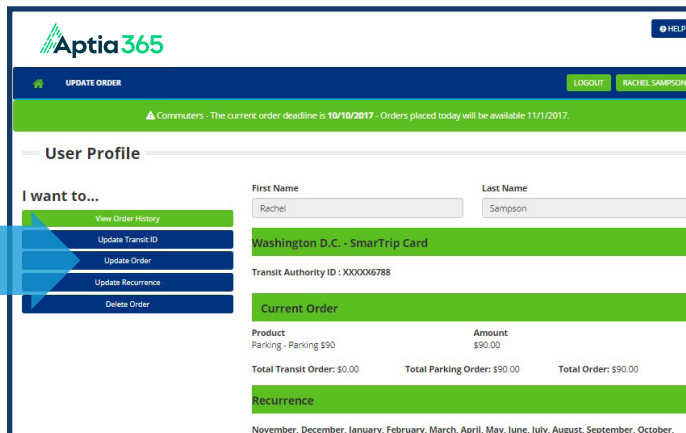 Aptia365
HELP
UPDATE ORDER
LOGOUT
RACHEL SAMPSON
Commuters - The current order deadline is 10/10/2017 - Orders placed today will be available 11/1/2017.
User Profile
I want to...
View Order History
Update Transit ID
Update Order
Update Recurrence
Delete Order
First Name
Last Name
Rachel
Sampson
Washington D.C. - SmarTrip Card
Transit Authority ID : XXXXX6788
Current Order
Product
Amount
Parking - Parking $90
$90.00
Total Transit Order: $0.00
Total Parking Order: $90.00
Total Order: $90.00
Recurrence
November, December, January, February, March, April, May, June, July, August, September, October,